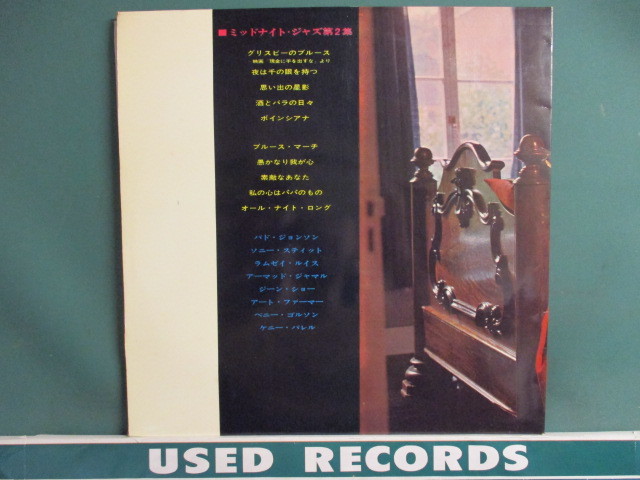 ■ミッドナイト・ジャズ第2集
グリスビーのブルース
映画「現金に手を出すな」より
夜は千の眼を持つ
思い出の星影
酒とバラの日々
ポインシアナ
ブルース・マーチ
愚かなり我が心
素敵なあなた
私の心はパパのもの
オール・ナイト・ロング
バド・ジョンソン
ソニー・スティット
ラムゼイ・ルイス
アーマッド・ジャマル
ジーン・ショー
アート・ファーマー
ベニー・ゴルソン
ケニー・バレル
USED RECORDS